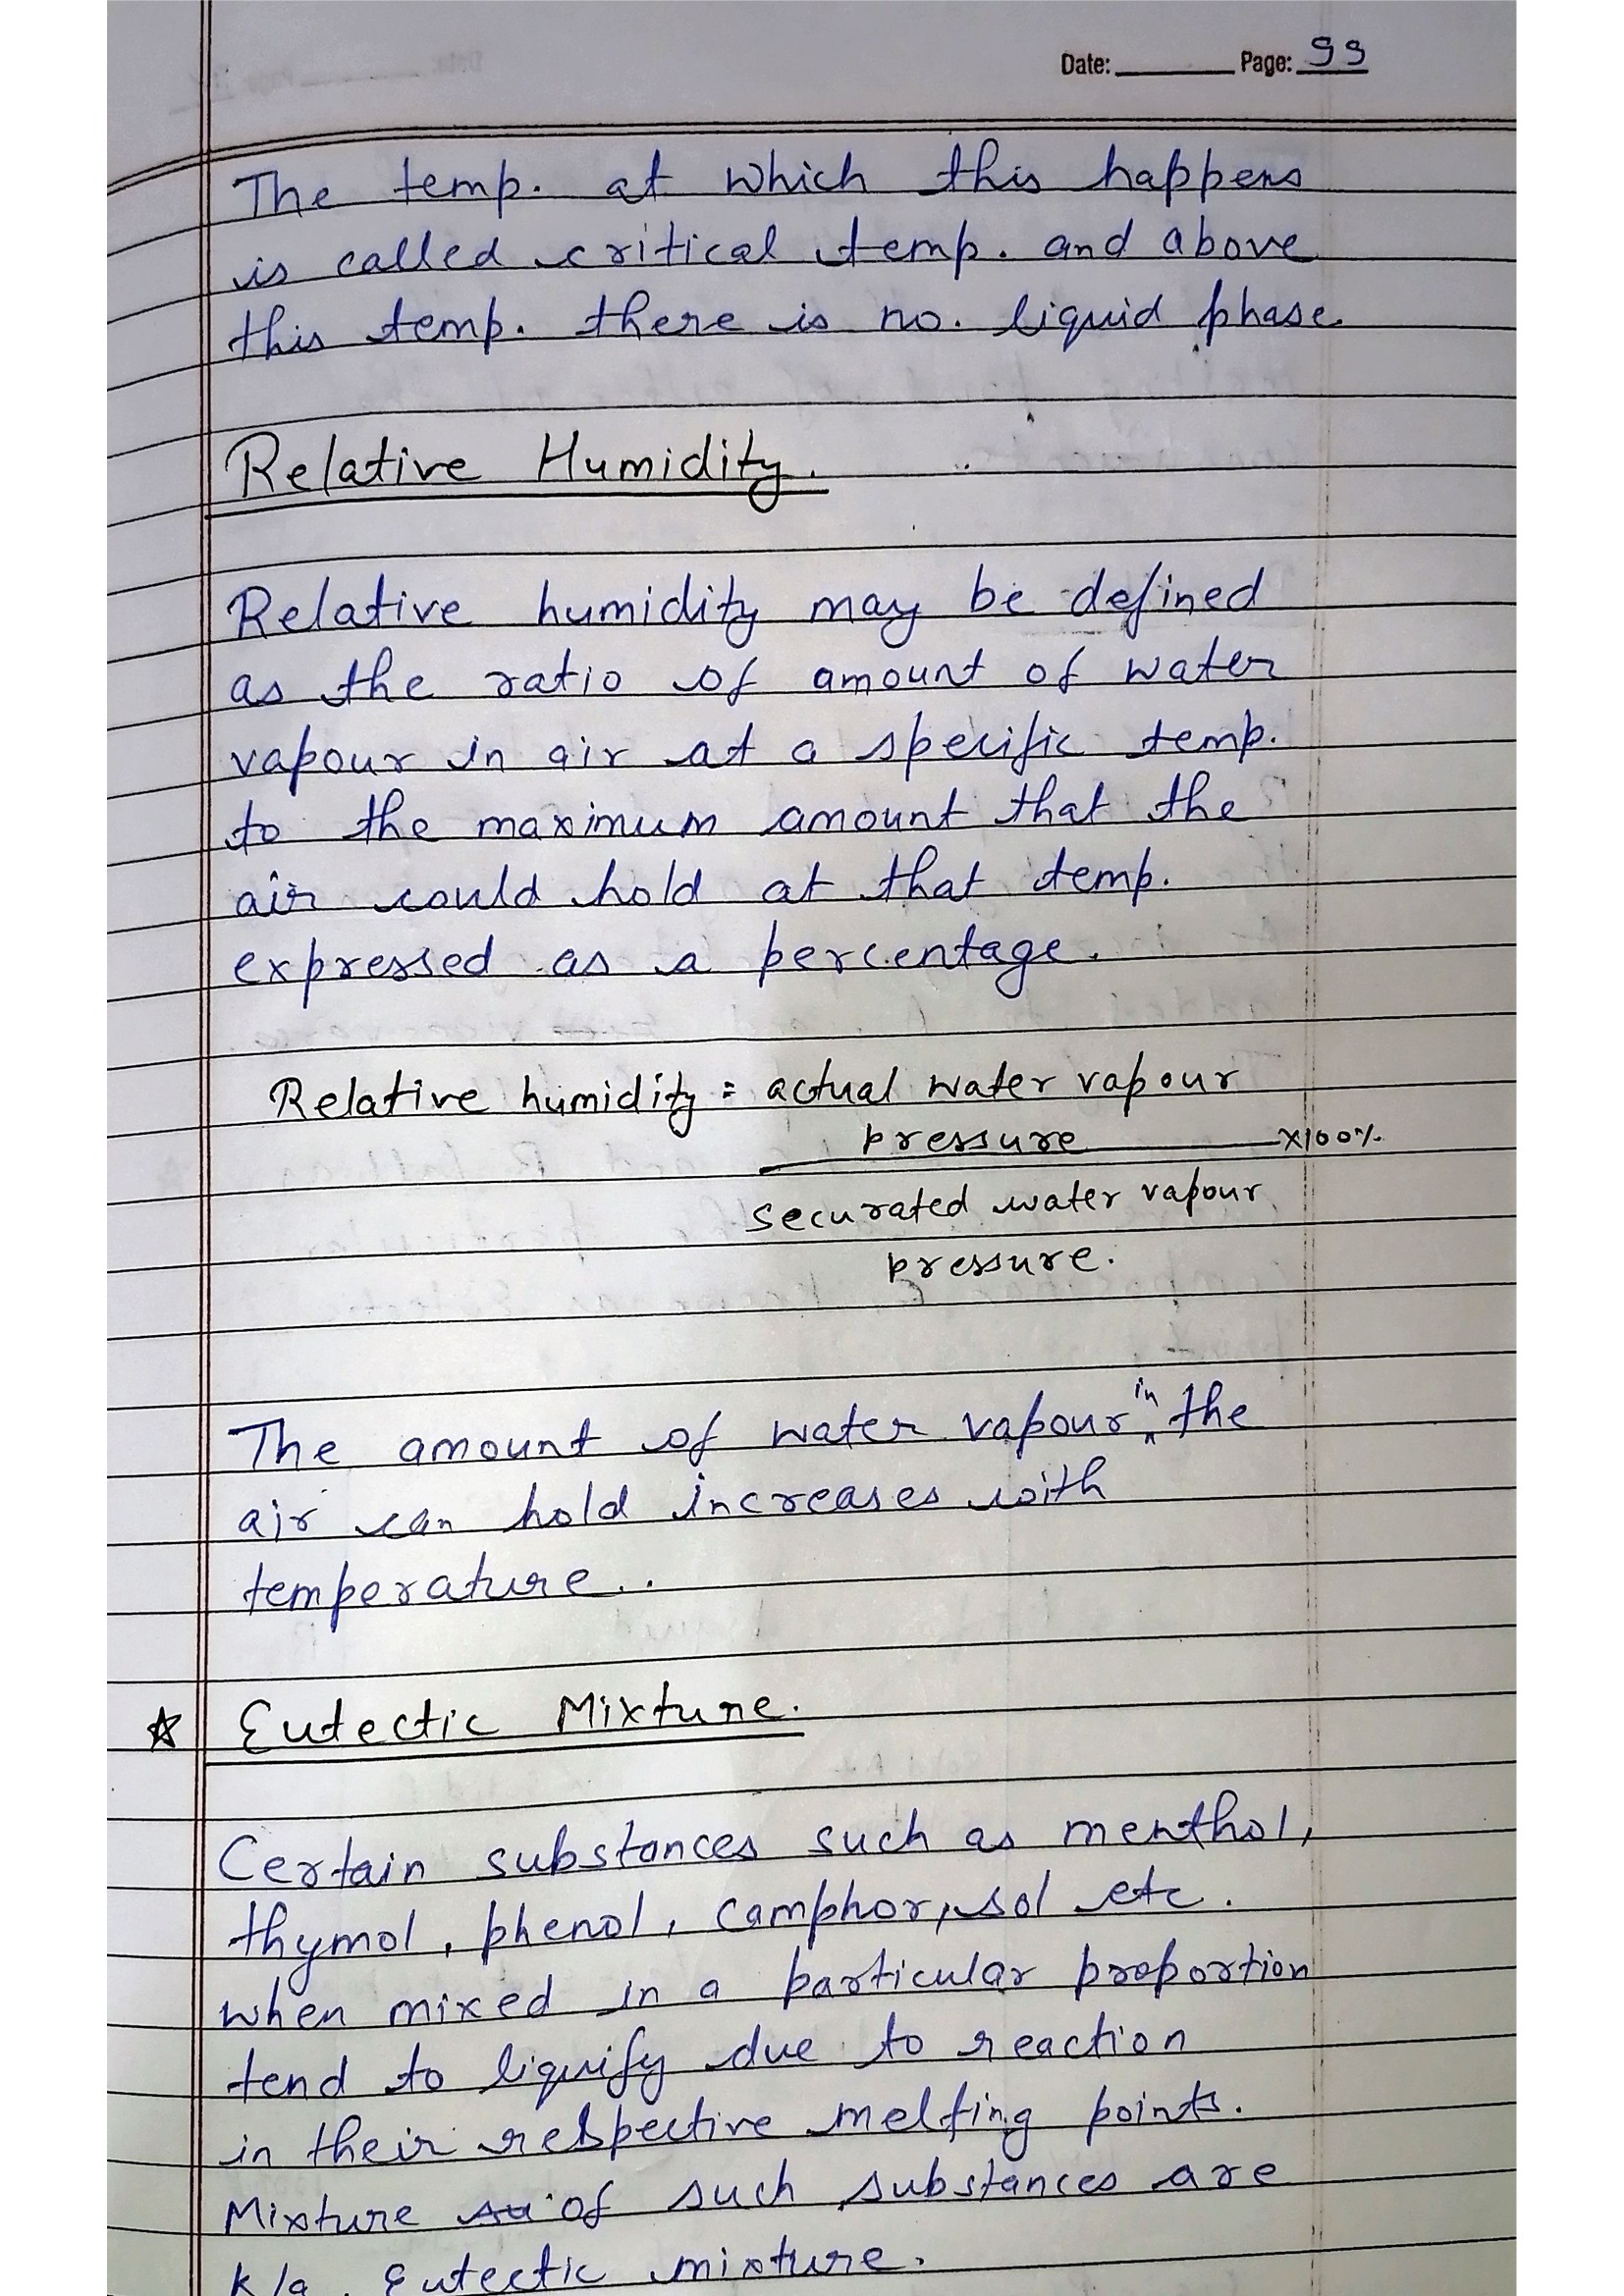 Date: Page: 99
The temp. at which this happens
is called critical temp. and above
this temp. there is no. liquid phase.
Relative Humidity.
Relative humidity may be defined
as the ratio of amount of water
vapour in air at a specific temp.
to the maximum amount that the
air could hold at that temp.
expressed as a percentage.
Relative humidity = actual water vapour
pressure x100%
securated water vapour
pressure.
The amount of water vapour in the
air can hold increases with
temperature..
☆ Eutectic Mixture.
Certain substances such as menthol,
thymol, phenol, camphor, sol etc.
when mixed in a particular proportion
tend to liquify due to reaction
in their respective melting points.
Mixture of such substances are
k/a. Eutectic mixture.